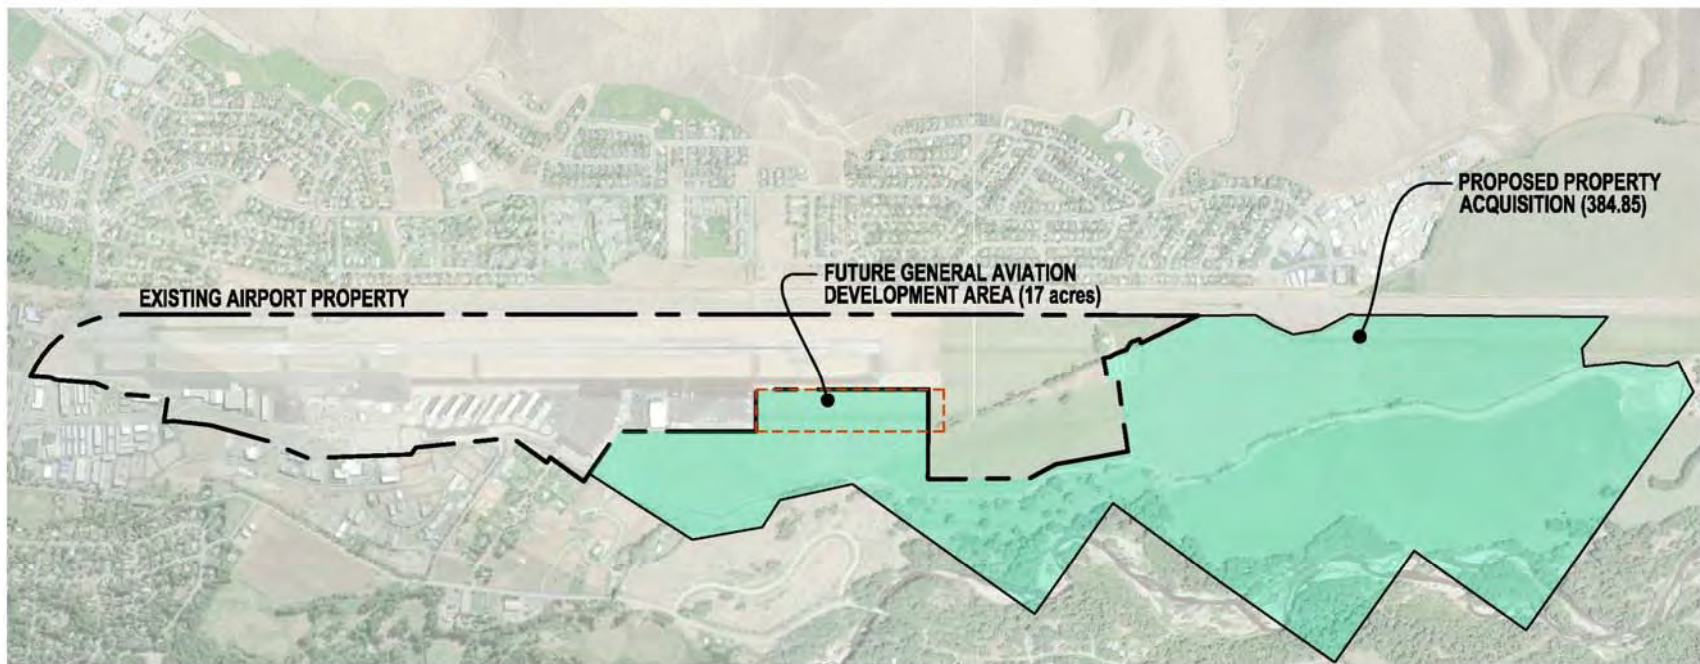 PROPOSED PROPERTY
ACQUISITION (384.85)
FUTURE GENERAL AVIATION
DEVELOPMENT AREA (17 acres)
EXISTING AIRPORT PROPERTY